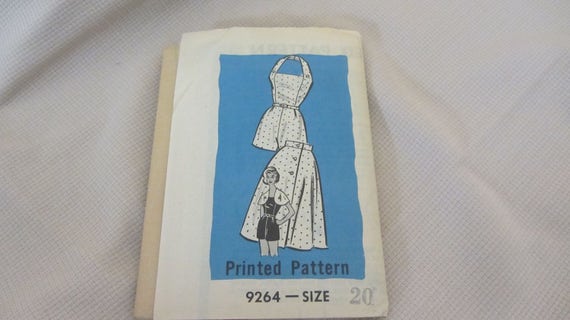 Printed Pattern
9264 — SIZE 20